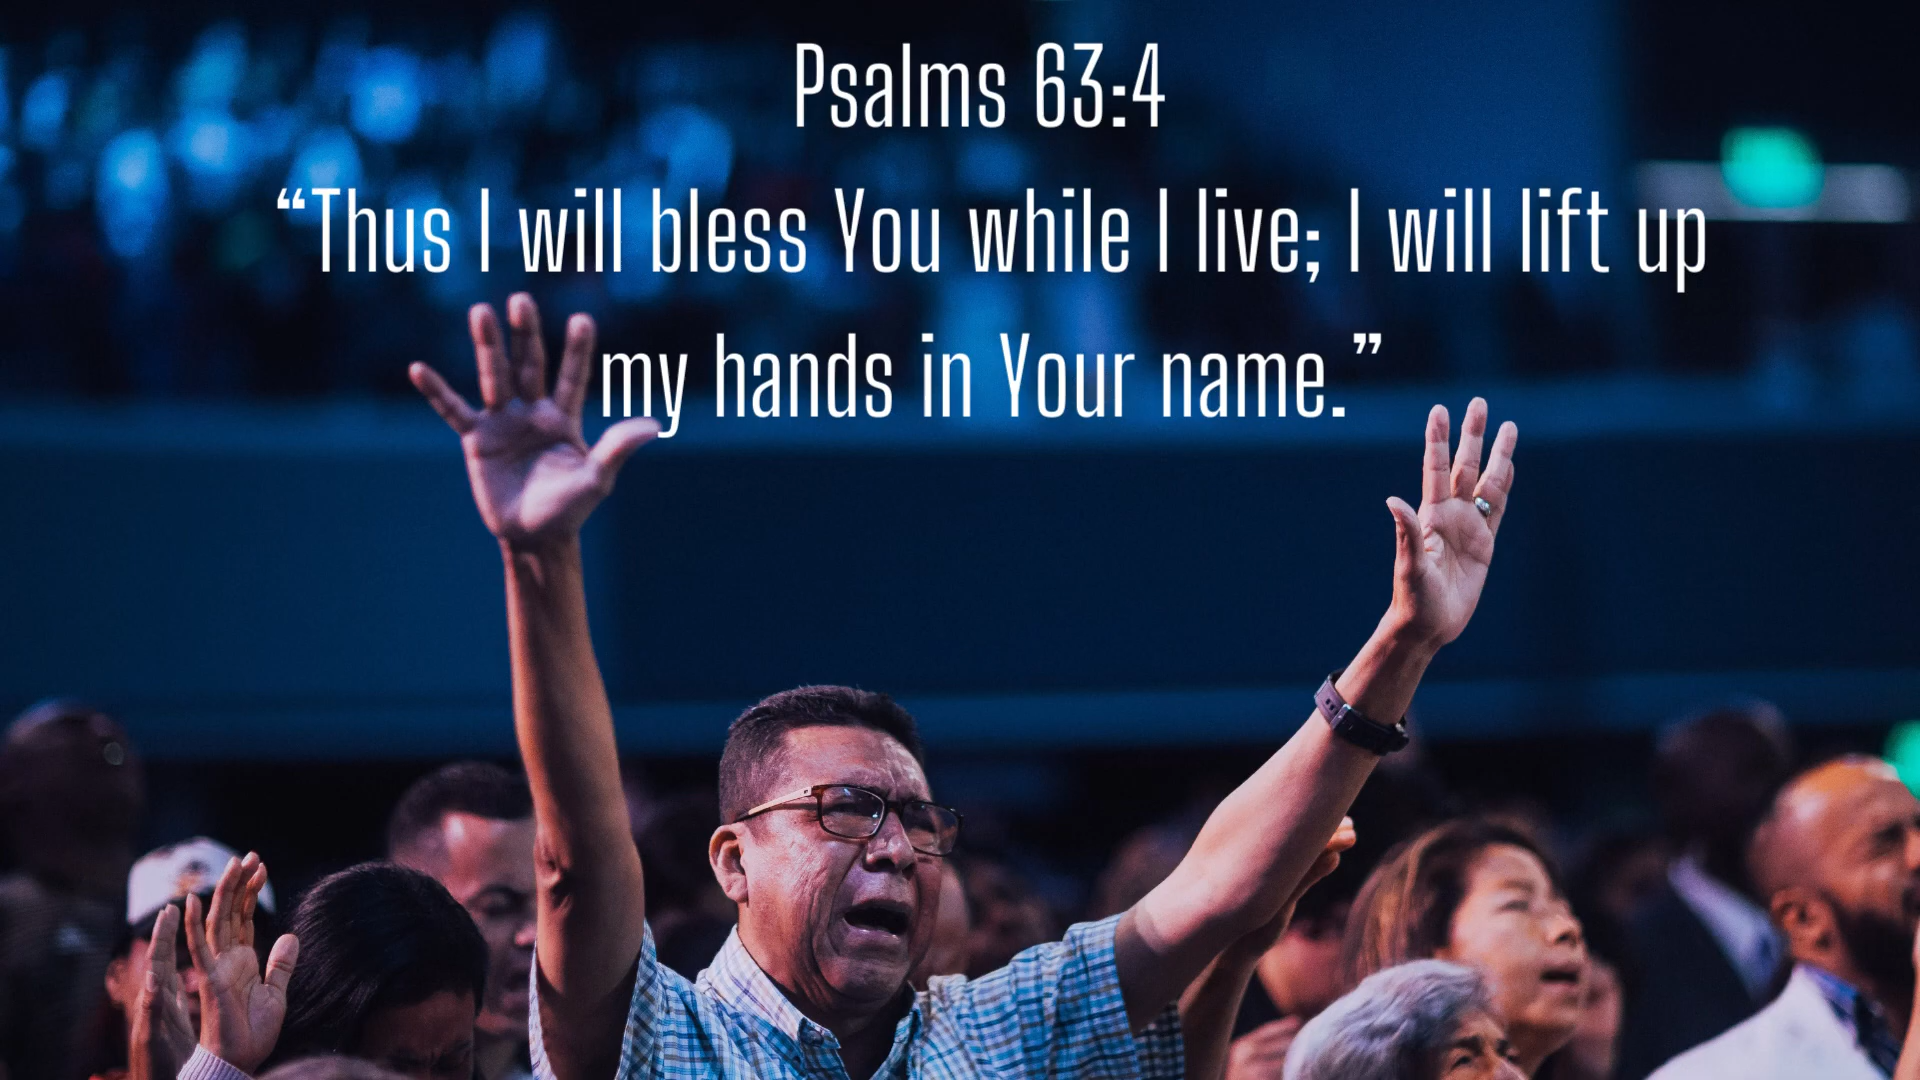 Psalms 63:4
“Thus I will bless You while I live; I will lift up
my hands in Your name.”